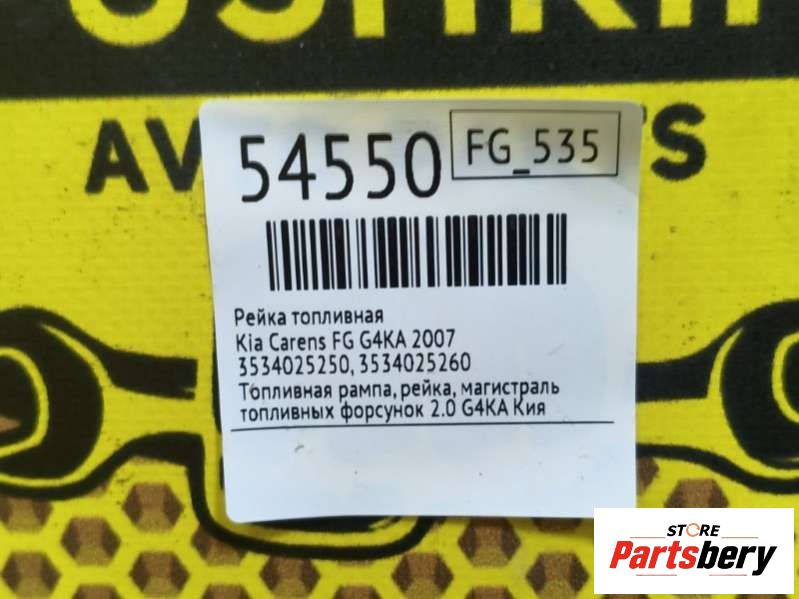 54550
FG_535
Рейка топливная
Kia Carens FG G4KA 2007
3534025250, 3534025260
Топливная рампа, рейка, магистраль
топливных форсунок 2.0 G4KA Кия
STORE
Partsbery